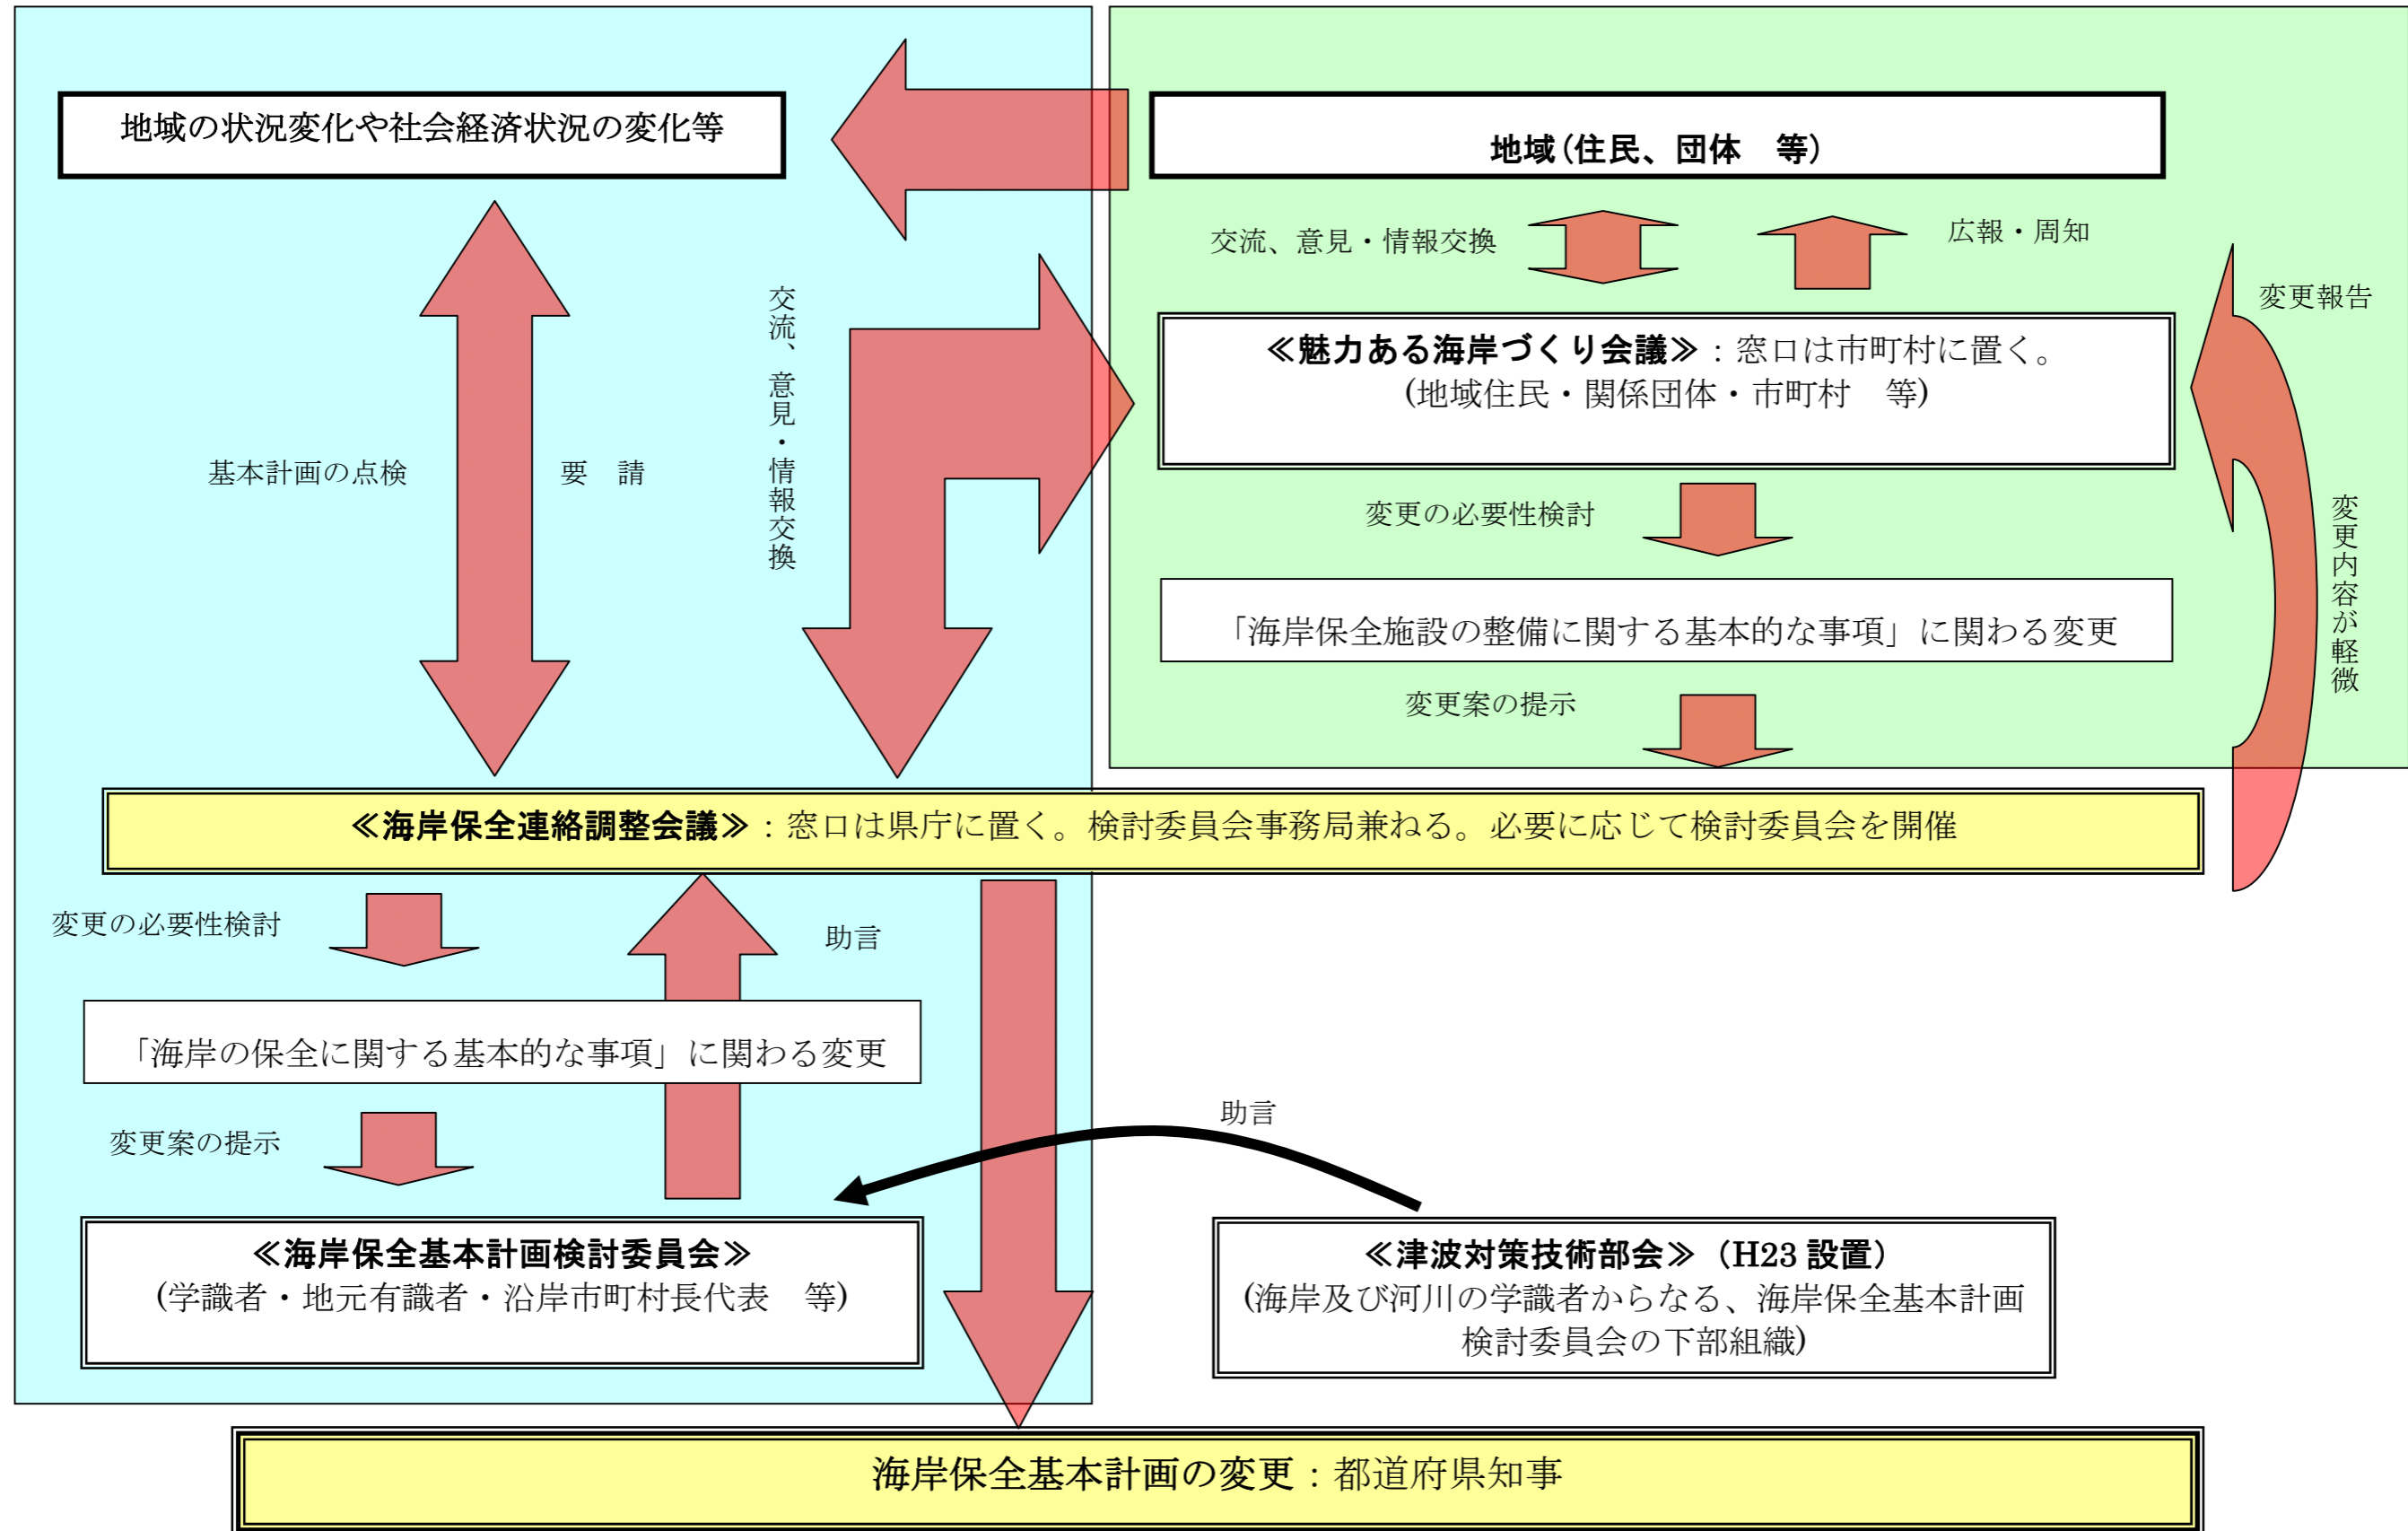 地域の状況変化や社会経済状況の変化等
地域(住民、団体　等)
交流、意見・情報交換
広報・周知
変更報告
≪魅力ある海岸づくり会議≫：窓口は市町村に置く。
(地域住民・関係団体・市町村　等)
交流、意見・情報交換
基本計画の点検
要　請
変更の必要性検討
変更内容が軽微
「海岸保全施設の整備に関する基本的な事項」に関わる変更
変更案の提示
≪海岸保全連絡調整会議≫：窓口は県庁に置く。検討委員会事務局兼ねる。必要に応じて検討委員会を開催
変更の必要性検討
助言
「海岸の保全に関する基本的な事項」に関わる変更
変更案の提示
助言
≪海岸保全基本計画検討委員会≫
(学識者・地元有識者・沿岸市町村長代表　等)
≪津波対策技術部会≫（H23 設置）
(海岸及び河川の学識者からなる、海岸保全基本計画
検討委員会の下部組織)
海岸保全基本計画の変更：都道府県知事